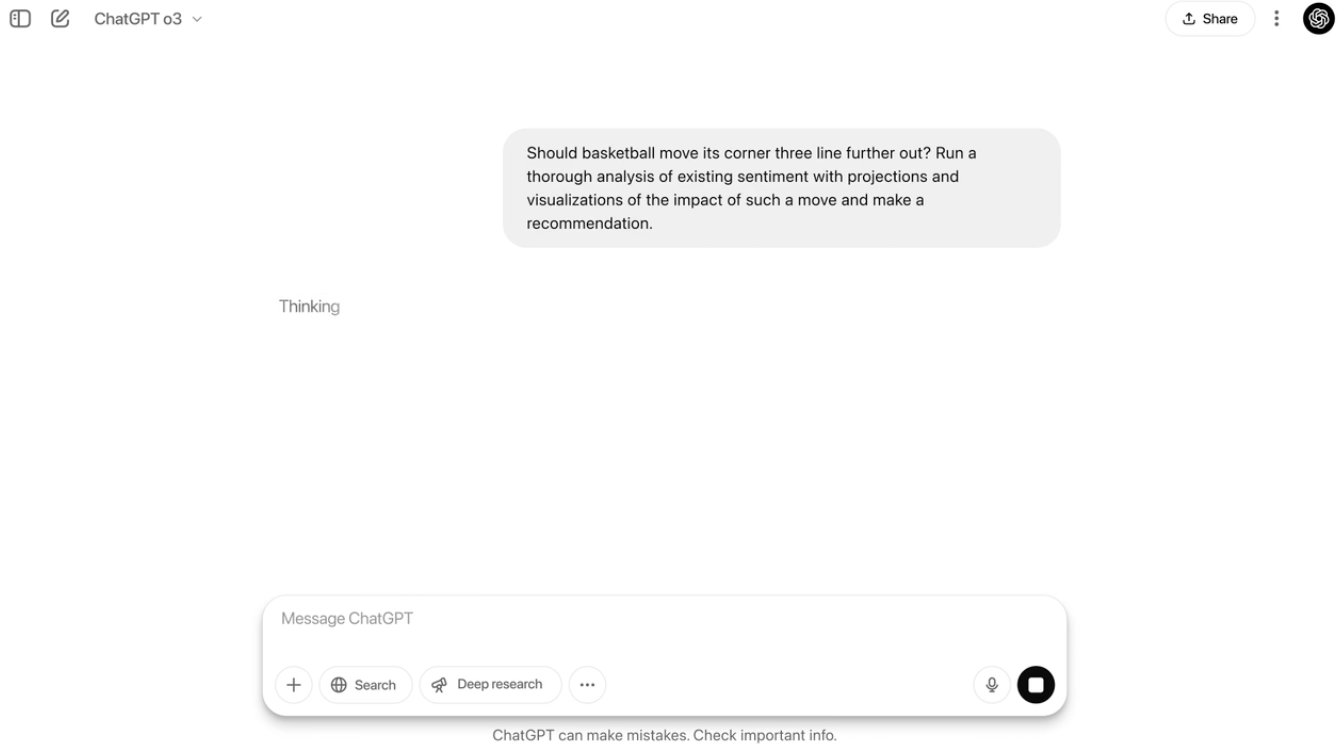 ChatGPT o3
Share
Should basketball move its corner three line further out? Run a
thorough analysis of existing sentiment with projections and
visualizations of the impact of such a move and make a
recommendation.
Thinking
Message ChatGPT
Search
Deep research
ChatGPT can make mistakes. Check important info.